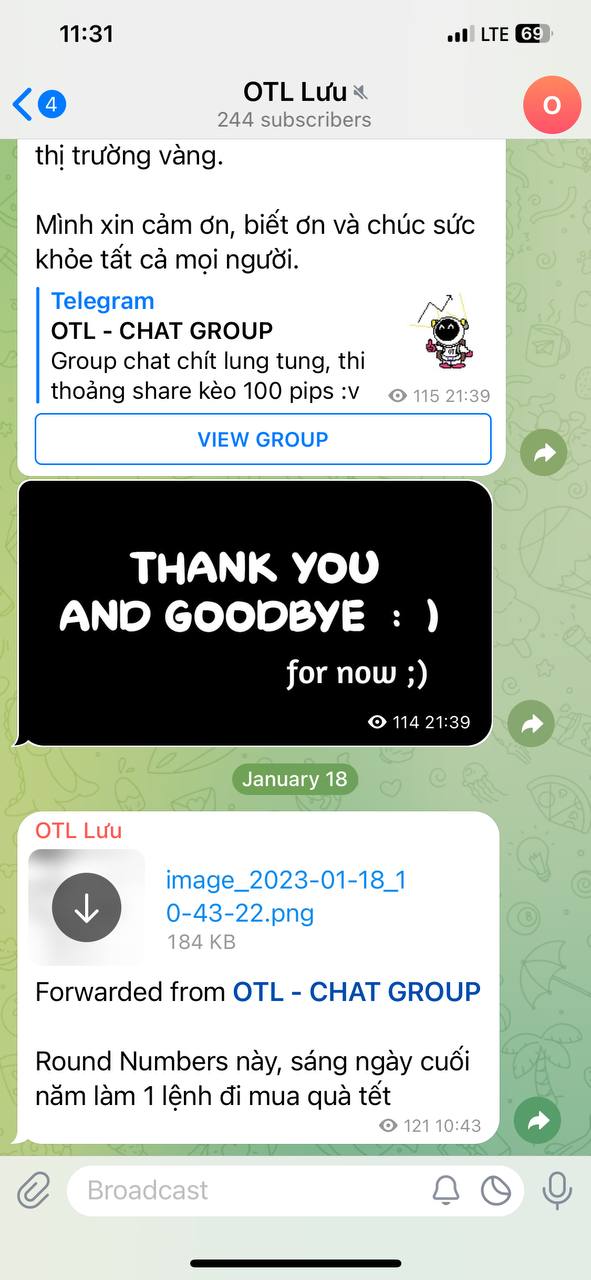 11:31
LTE 69
4
OTL Lưu
244 subscribers
O
thị trường vàng.
Mình xin cảm ơn, biết ơn và chúc sức
khỏe tất cả mọi người.
Telegram
OTL - CHAT GROUP
Group chat chít lung tung, thi
thoảng share kèo 100 pips :v
115 21:39
VIEW GROUP
THANK YOU
AND GOODBYE : )
for now ;)
114 21:39
January 18
OTL Lưu
image_2023-01-18_1
0-43-22.png
184 KB
Forwarded from OTL - CHAT GROUP
Round Numbers này, sáng ngày cuối
năm làm 1 lệnh đi mua quà tết
121 10:43
Broadcast